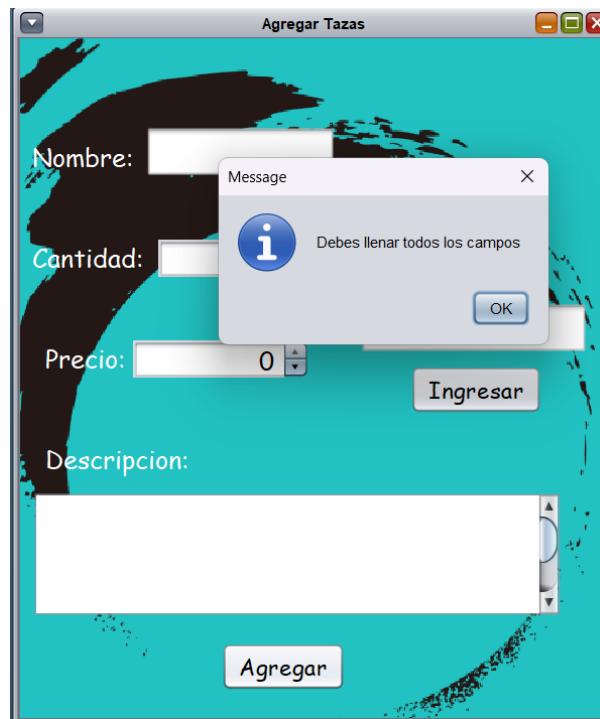 Agregar Tazas
Nombre:
Message
Debes llenar todos los campos
Cantidad:
OK
Precio:
0
Ingresar
Descripcion:
Agregar